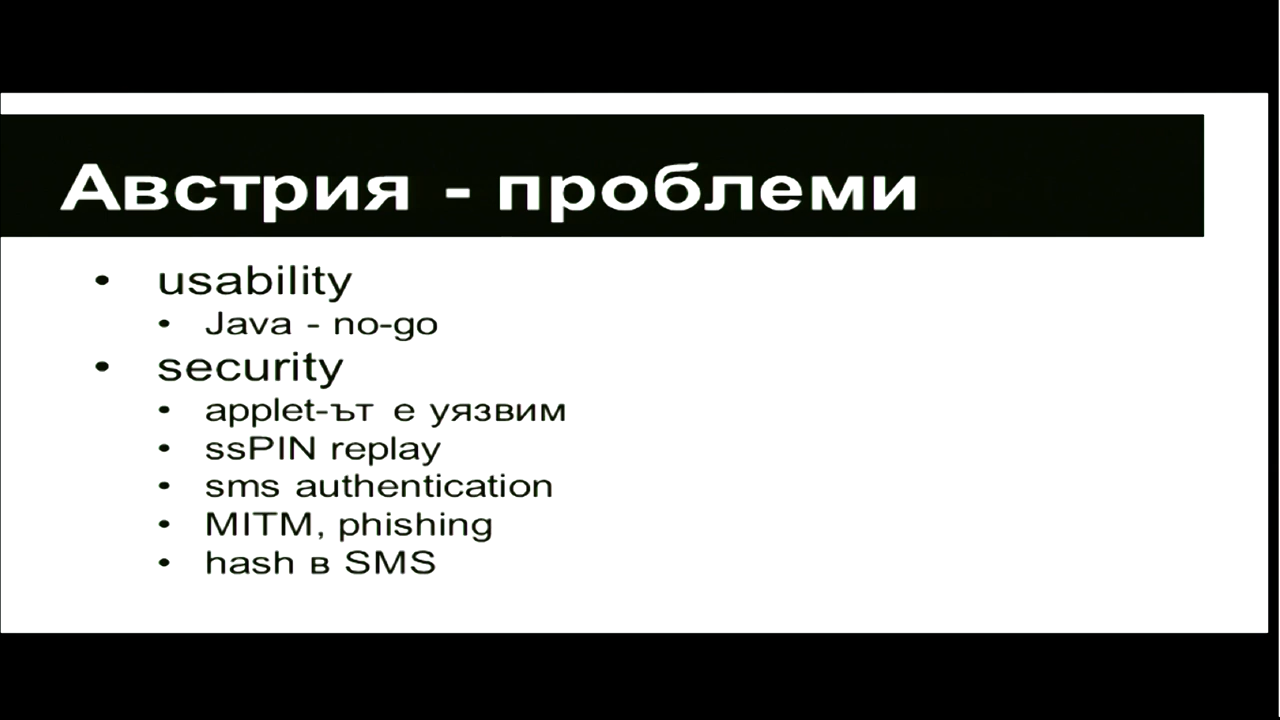 Австрия - проблеми
• usability
• Java - no-go
• security
• applet-ът е уязвим
• ssPIN replay
• sms authentication
• MITM, phishing
• hash в SMS